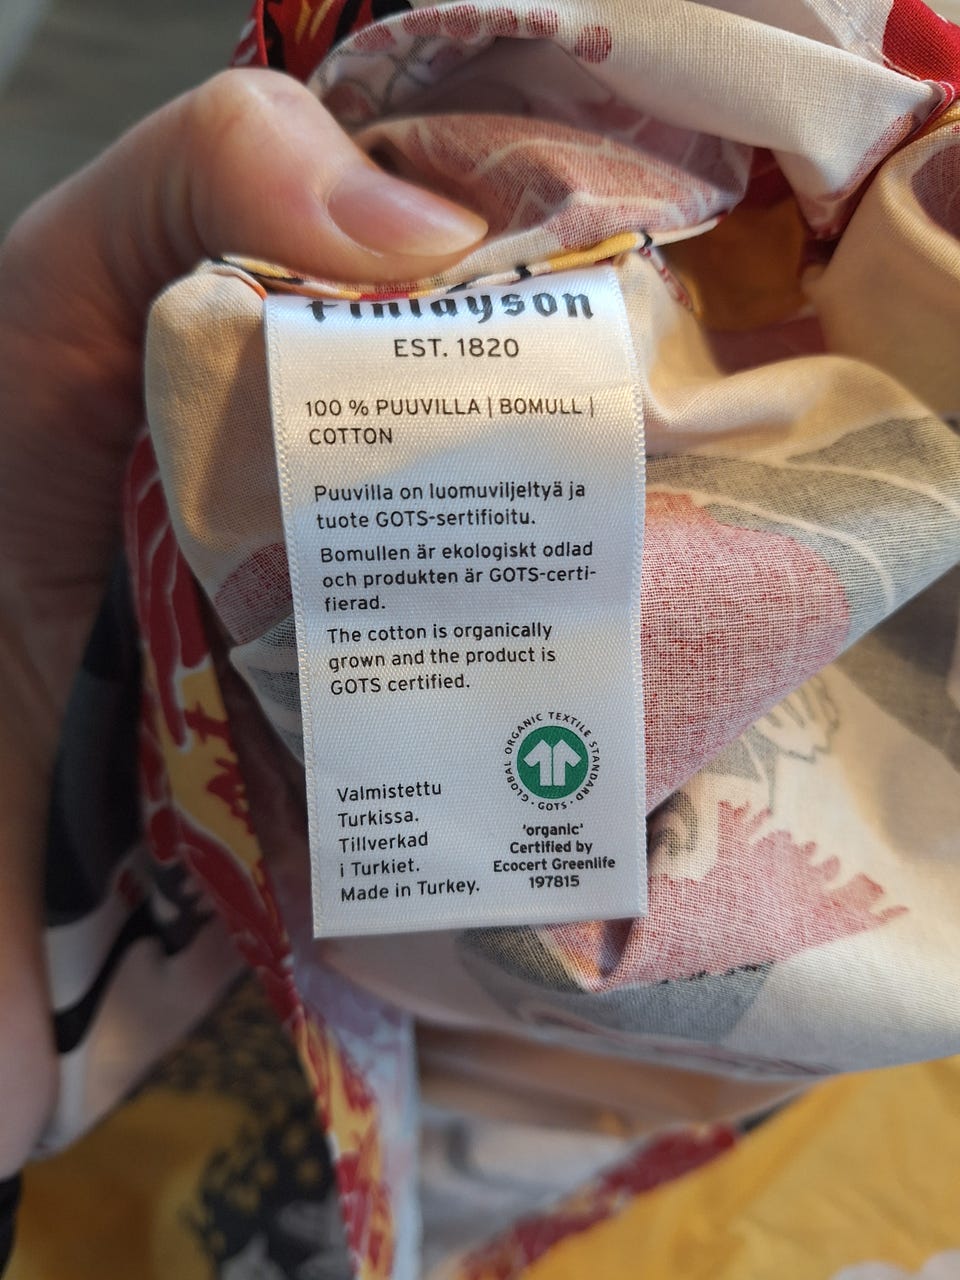 Finlayson
EST. 1820
100 % PUUVILLA | BOMULL |
COTTON
Puuvilla on luomuviljeltyä ja
tuote GOTS-sertifioitu.
Bomullen är ekologiskt odlad
och produkten är GOTS-certi-
fierad.
The cotton is organically
grown and the product is
GOTS certified.
GLOBAL ORGANIC TEXTILE STANDARD · GOTS ·
Valmistettu
Turkissa.
Tillverkad
i Turkiet.
Made in Turkey.
'organic'
Certified by
Ecocert Greenlife
197815